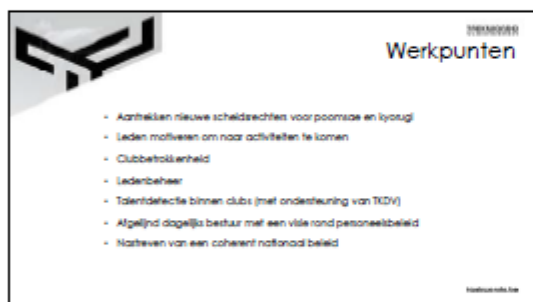 TAEKWONDO
Werkpunten
- Aantrekken nieuwe scheidsrechters voor poomsae en kyorugi
- Leden motiveren om naar activiteiten te komen
- Clubbetrokkenheid
- Ledenbeheer
- Talentdetectie binnen clubs (met ondersteuning van TKDV)
- Afgelijnd dagelijks bestuur met een visie rond personeelsbeleid
- Nastreven van een coherent nationaal beleid